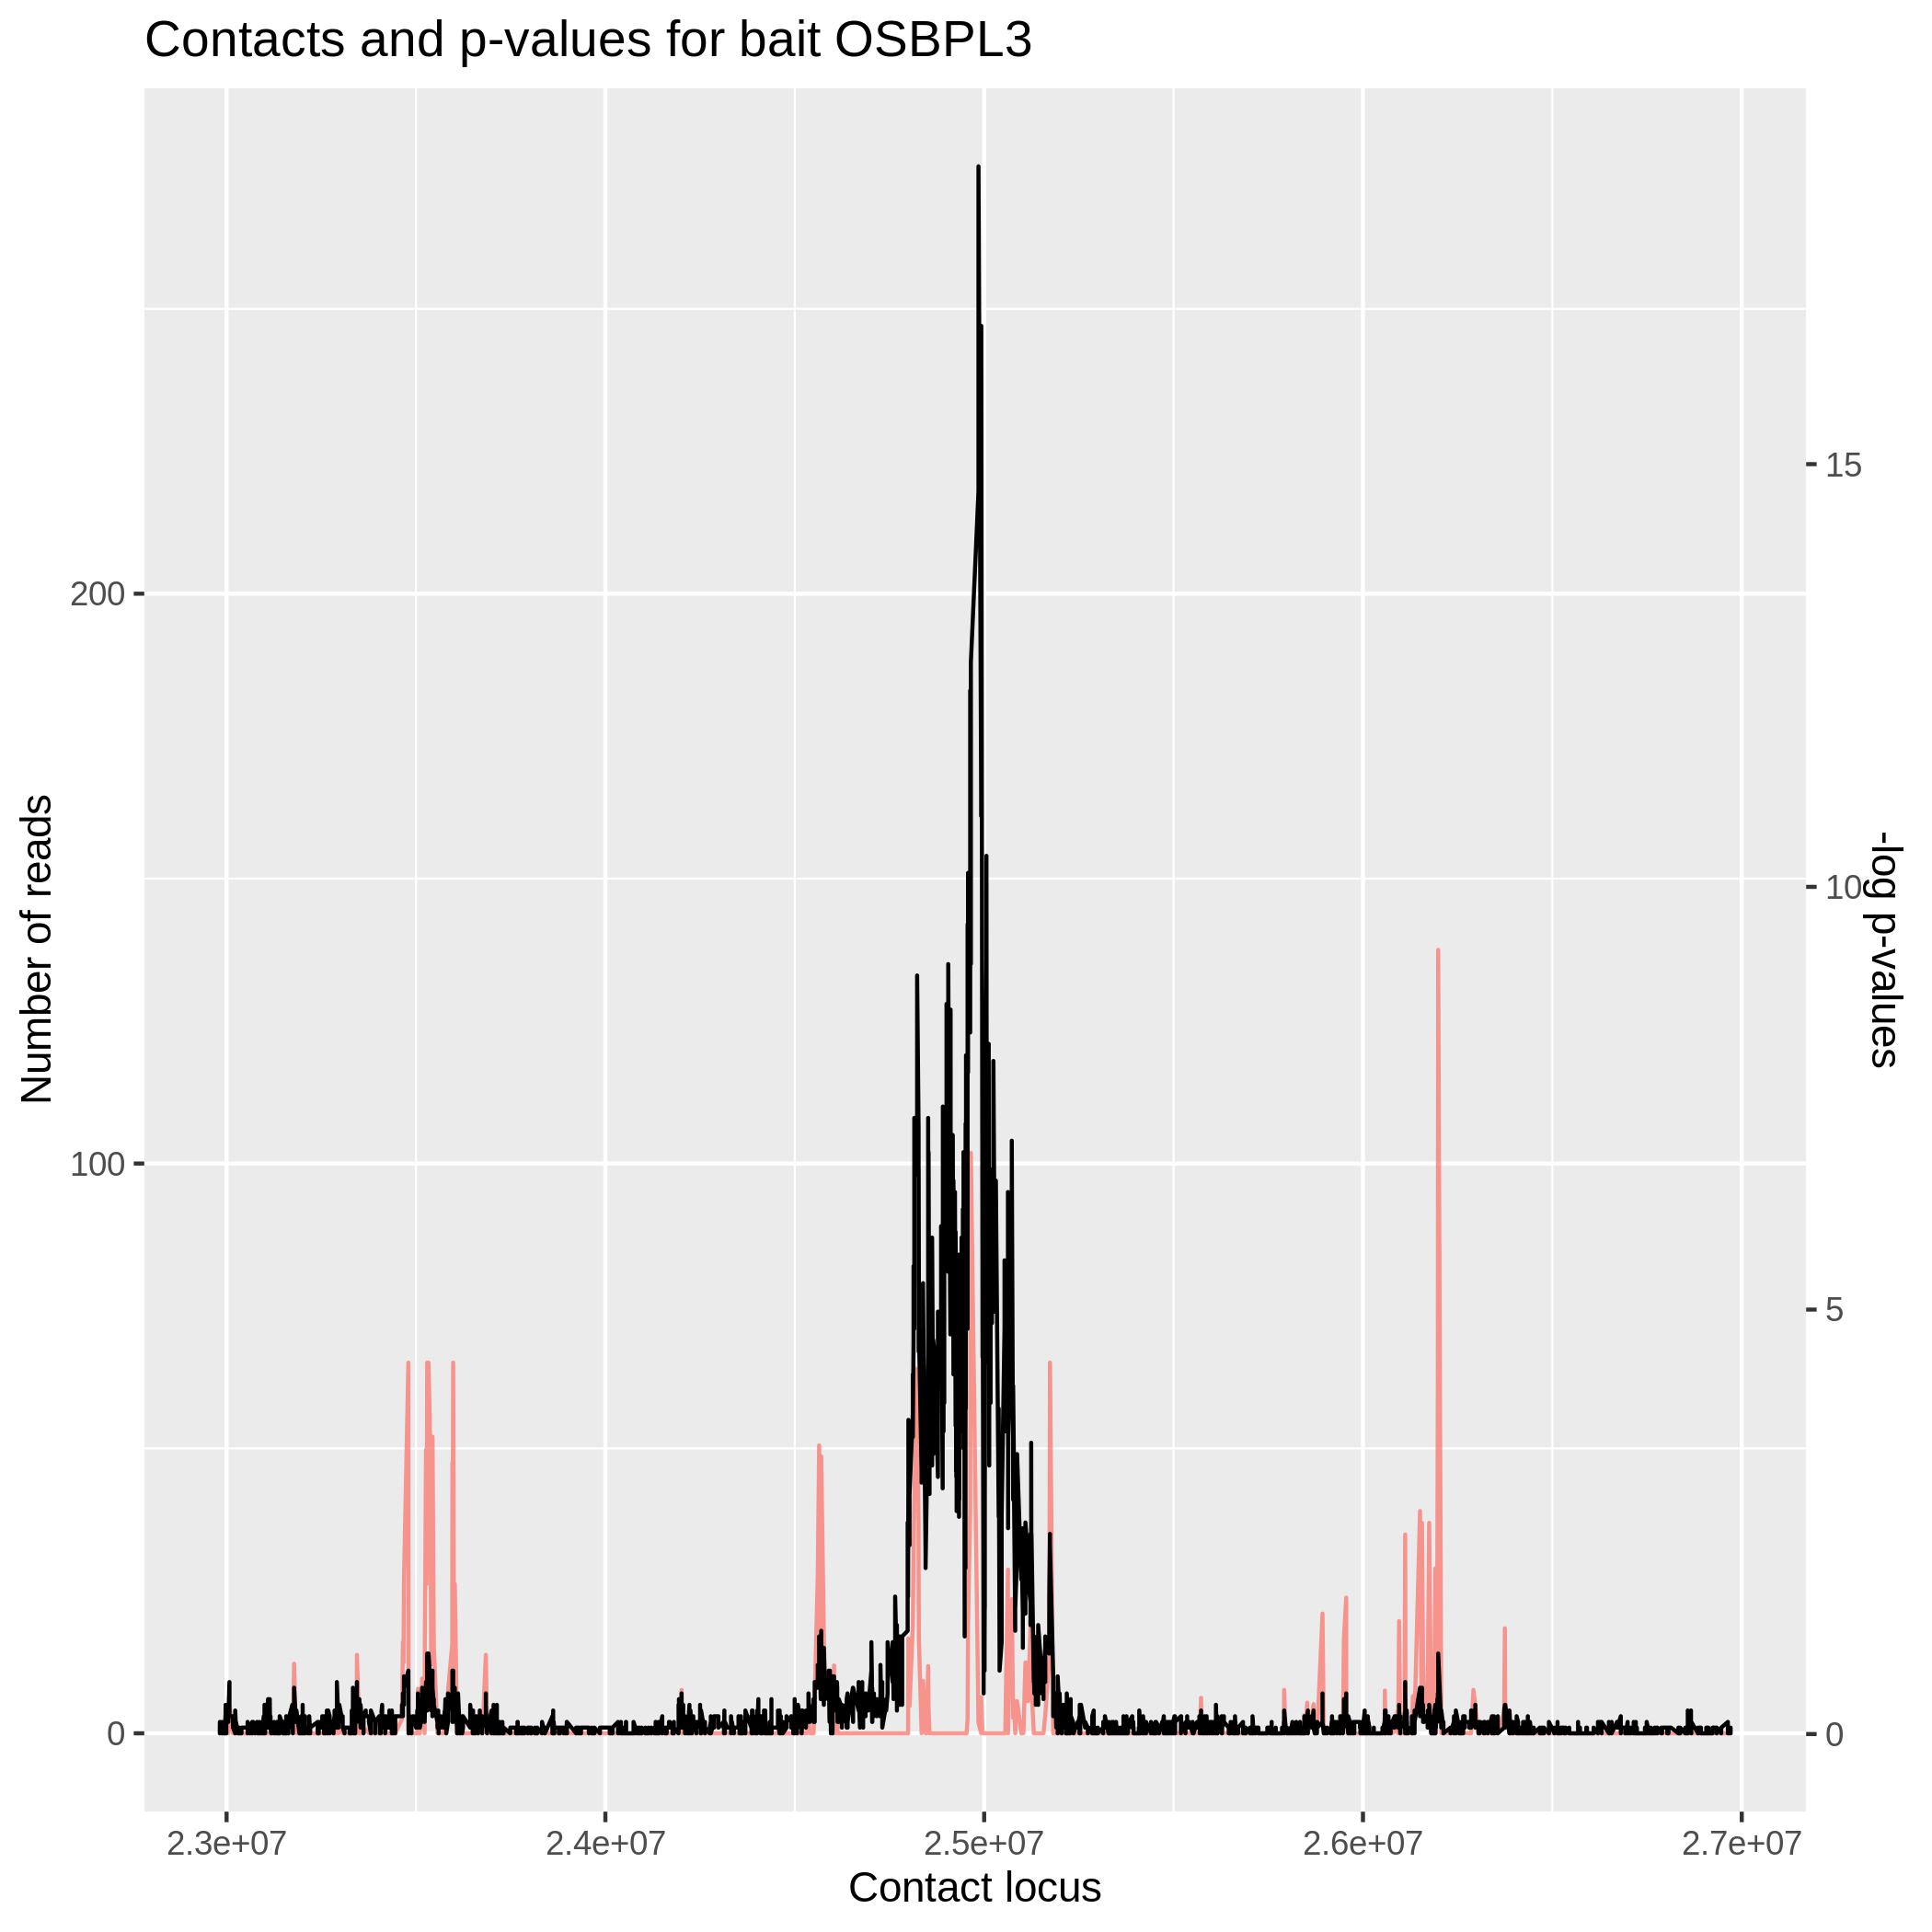 Contacts and p-values for bait OSBPL3
Number of reads
200
100
0
15
10
5
0
-log p-values
2.3e+07 2.4e+07 2.5e+07 2.6e+07 2.7e+07
Contact locus